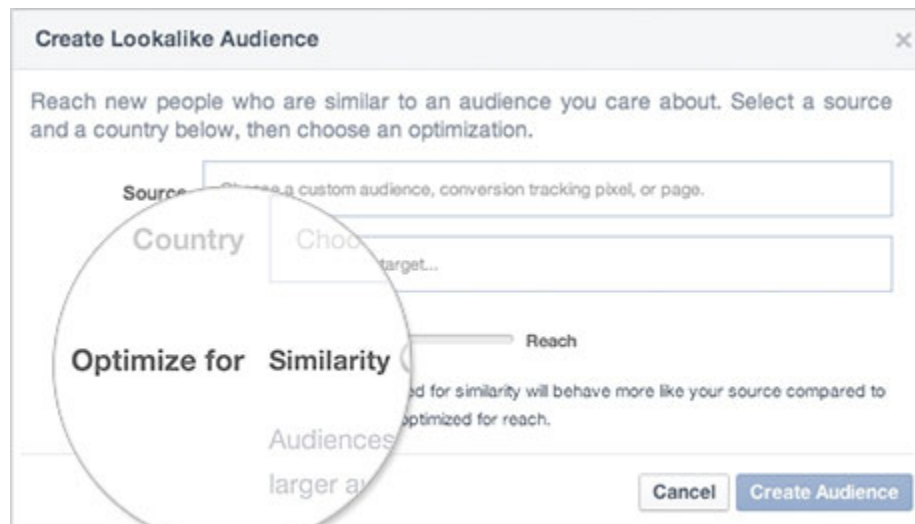 Create Lookalike Audience
Reach new people who are similar to an audience you care about. Select a source
and a country below, then choose an optimization.
Source
a custom audience, conversion tracking pixel, or page.
Country
target...
Optimize for Similarity Reach
for similarity will behave more like your source compared to
optimized for reach.
Audiences
larger
Cancel Create Audience